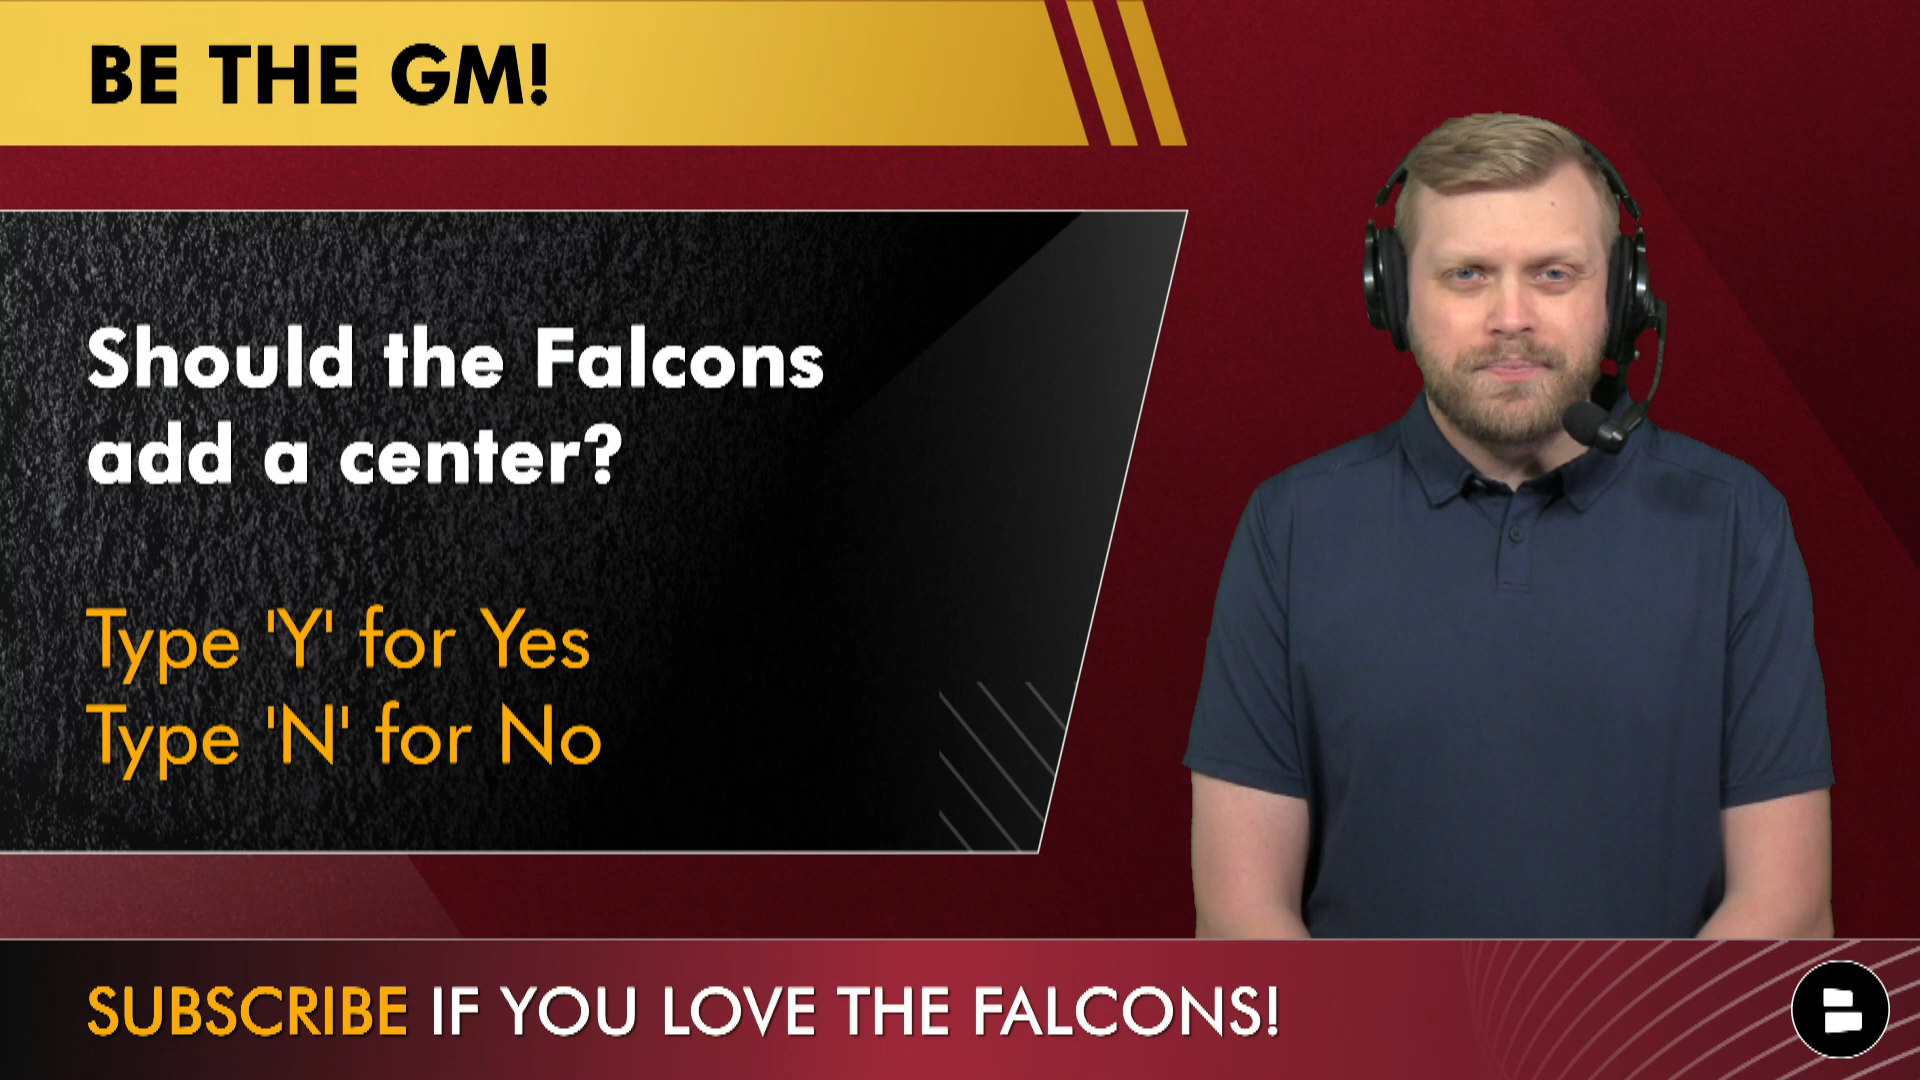 BE THE GM!
Should the Falcons
add a center?
Type 'Y' for Yes
Type 'N' for No
SUBSCRIBE IF YOU LOVE THE FALCONS!